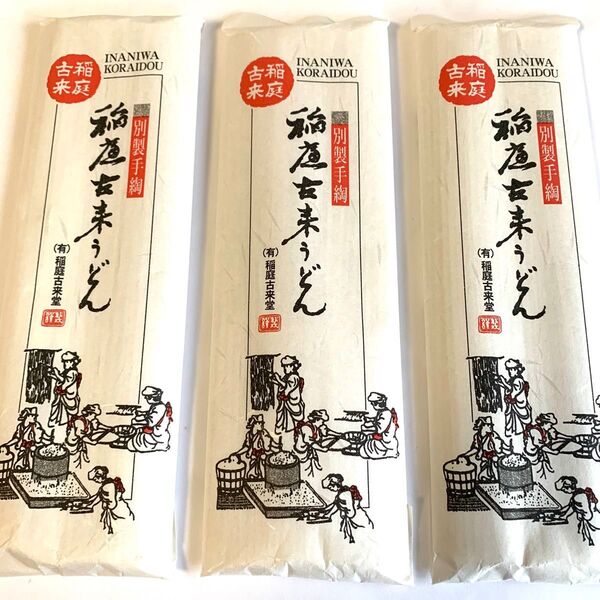 稲庭
古来
INANIWA
KORAIDOU
別製手綯
稲庭古来うどん
(有)稲庭古来堂
稲庭
古来
INANIWA
KORAIDOU
別製手綯
稲庭古来うどん
(有)稲庭古来堂
稲庭
古来
INANIWA
KORAIDOU
別製手綯
稲庭古来うどん
(有)稲庭古来堂